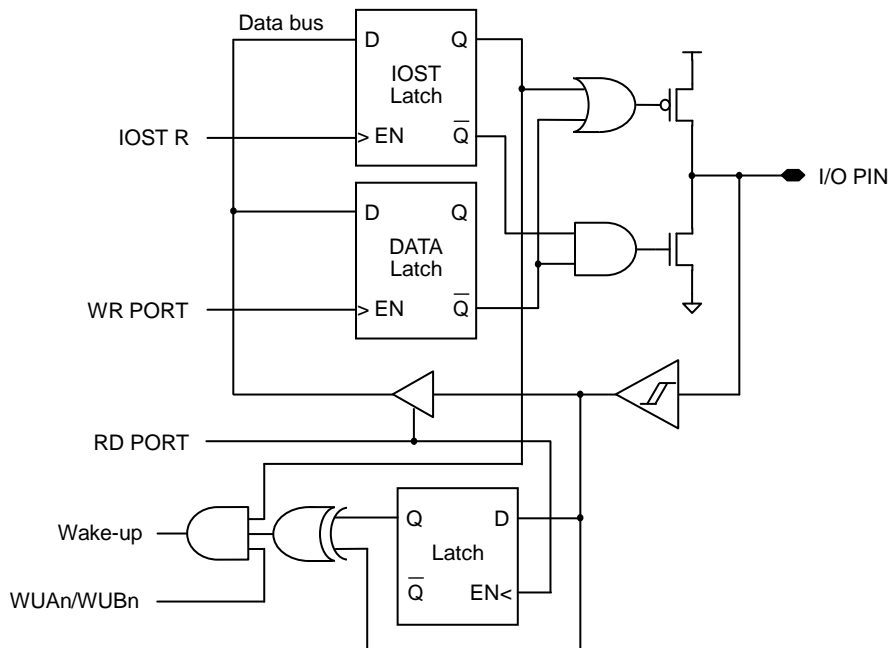 Data bus
D Q
IOST
Latch
IOST R
> EN Q̅
I/O PIN
D Q
DATA
Latch
WR PORT
> EN Q̅
RD PORT
Wake-up
Q D
Latch
WUAn/WUBn
Q̅ EN<